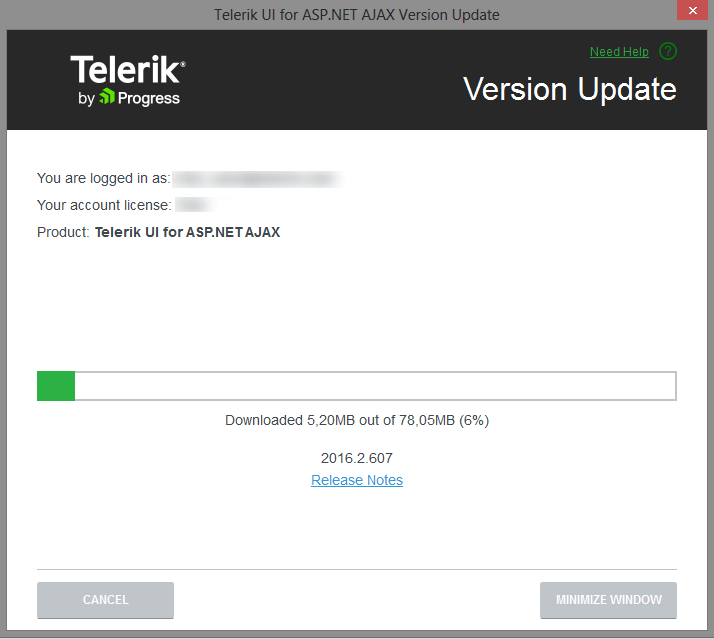 Telerik UI for ASP.NET AJAX Version Update
Need Help ?
Telerik®
by Progress
Version Update
You are logged in as:
Your account license:
Product: Telerik UI for ASP.NET AJAX
Downloaded 5,20MB out of 78,05MB (6%)
2016.2.607
Release Notes
CANCEL
MINIMIZE WINDOW